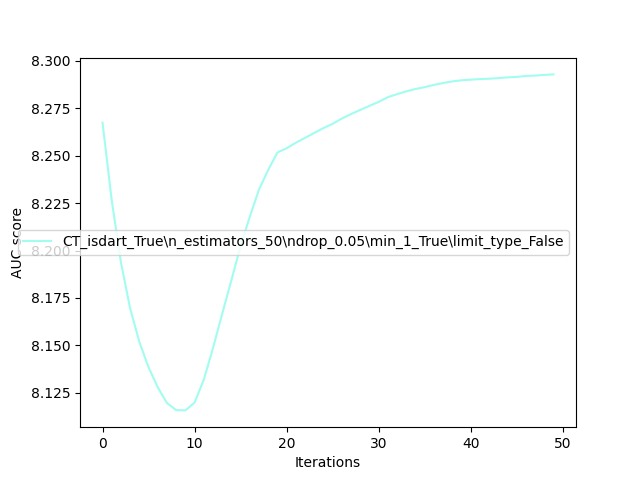 8.300
8.275
8.250
8.225
8.200
8.175
8.150
8.125
AUC score
CT_isdart_True\n_estimators_50\ndrop_0.05\min_1_True\limit_type_False
0 10 20 30 40 50
Iterations